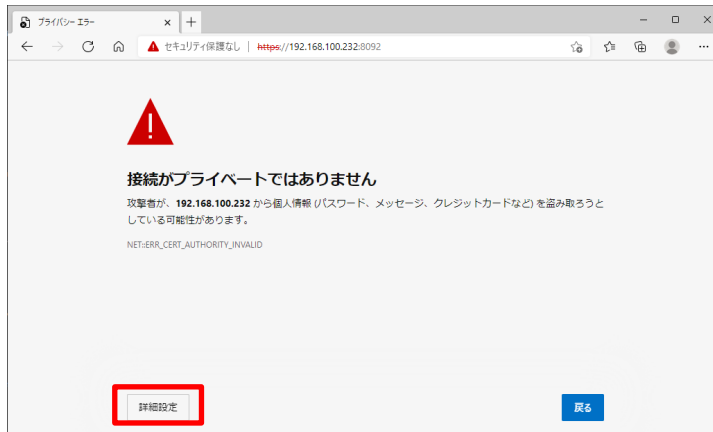 プライバシー エラー
セキュリティ保護なし | https://192.168.100.232:8092
接続がプライベートではありません
攻撃者が、192.168.100.232 から個人情報 (パスワード、メッセージ、クレジットカードなど) を盗み取ろうと
している可能性があります。
NET::ERR_CERT_AUTHORITY_INVALID
詳細設定
戻る